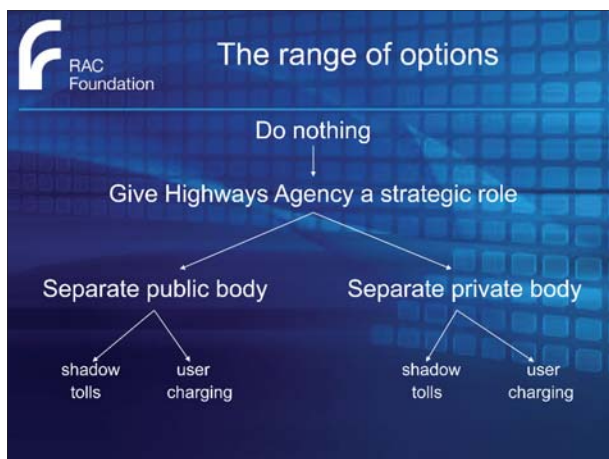 RAC
Foundation
The range of options
Do nothing
Give Highways Agency a strategic role
Separate public body
Separate private body
shadow
tolls
user
charging
shadow
tolls
user
charging